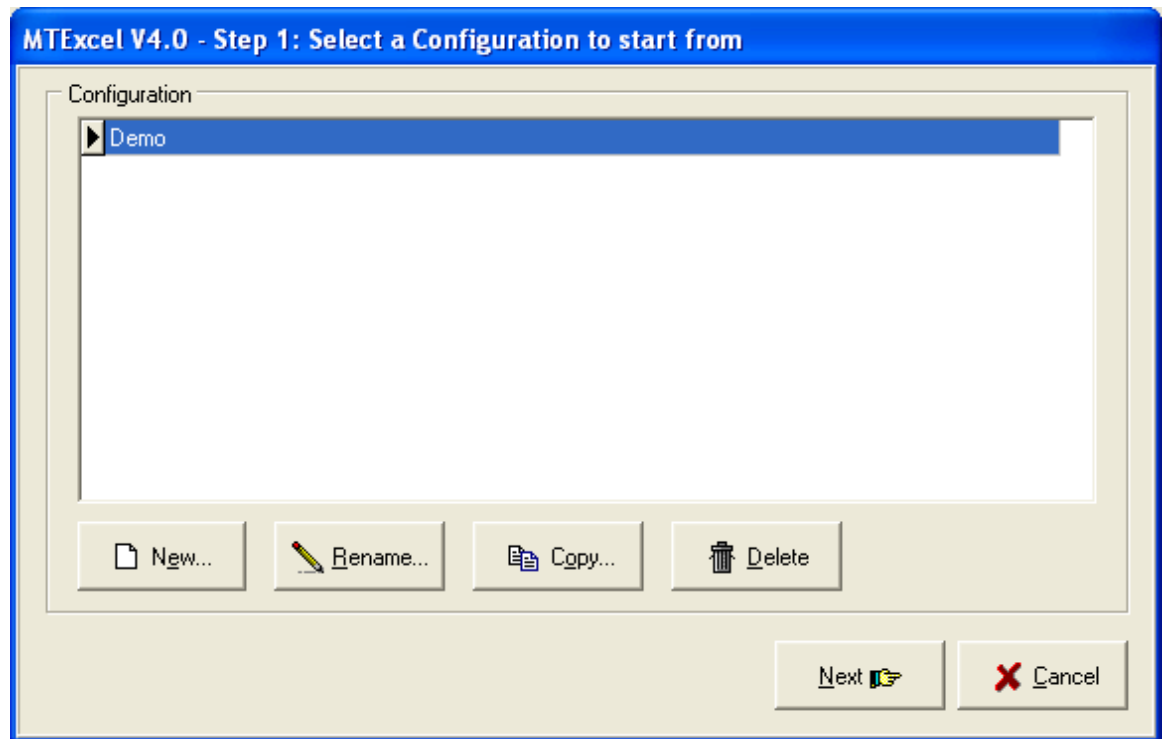 MTExcel V4.0 - Step 1: Select a Configuration to start from
Configuration
Demo
New... Rename... Copy... Delete
Next Cancel